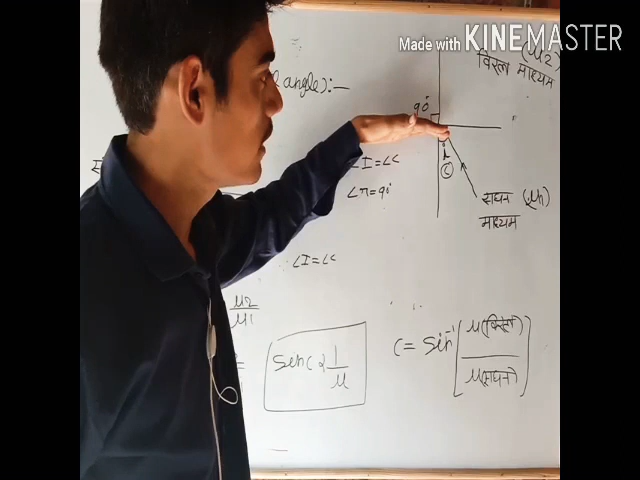 Made with KINEMASTER
angle):-
(μ2)
विरल माध्यम
90°
i
C
∠I=∠C
∠r=90°
सघन (μ1)
माध्यम
∠I=∠C
μ2
μ1
Senc α 1/μ
C = Sin⁻¹ [μ(विरल)/μ(सघन)]